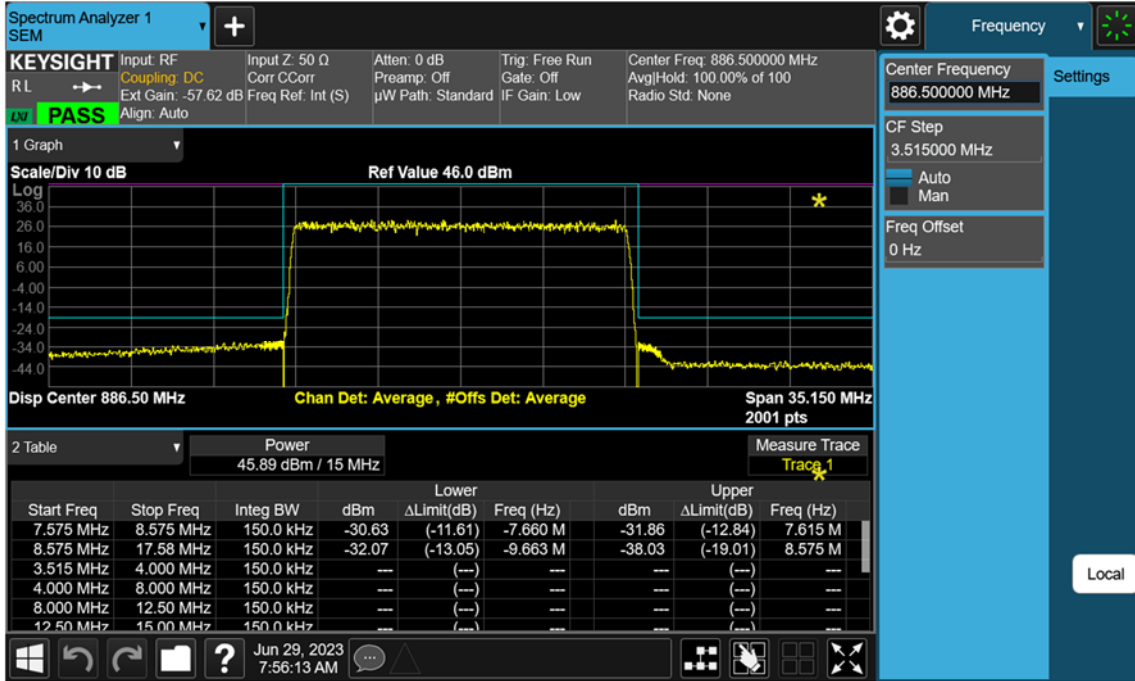 Spectrum Analyzer 1
SEM
Frequency
KEYSIGHT
R L
LXI PASS
Input: RF
Coupling: DC
Ext Gain: -57.62 dB
Align: Auto
Input Z: 50 Ω
Corr CCorr
Freq Ref: Int (S)
Atten: 0 dB
Preamp: Off
µW Path: Standard
Trig: Free Run
Gate: Off
IF Gain: Low
Center Freq: 886.500000 MHz
Avg|Hold: 100.00% of 100
Radio Std: None
Center Frequency
886.500000 MHz
Settings
CF Step
3.515000 MHz
Auto
Man
Freq Offset
0 Hz
1 Graph
Scale/Div 10 dB
Ref Value 46.0 dBm
Log
36.0
26.0
16.0
6.00
-4.00
-14.0
-24.0
-34.0
-44.0
Disp Center 886.50 MHz
Chan Det: Average, #Offs Det: Average
Span 35.150 MHz
2001 pts
2 Table
Power
45.89 dBm / 15 MHz
Measure Trace
Trace 1
Lower Upper
Start Freq Stop Freq Integ BW dBm ΔLimit(dB) Freq (Hz) dBm ΔLimit(dB) Freq (Hz)
7.575 MHz 8.575 MHz 150.0 kHz -30.63 (-11.61) -7.660 M -31.86 (-12.84) 7.615 M
8.575 MHz 17.58 MHz 150.0 kHz -32.07 (-13.05) -9.663 M -38.03 (-19.01) 8.575 M
3.515 MHz 4.000 MHz 150.0 kHz --- (---) --- --- (---) ---
4.000 MHz 8.000 MHz 150.0 kHz --- (---) --- --- (---) ---
8.000 MHz 12.50 MHz 150.0 kHz --- (---) --- --- (---) ---
12.50 MHz 15.00 MHz 150.0 kHz --- (---) --- --- (---) ---
Local
?
Jun 29, 2023
7:56:13 AM